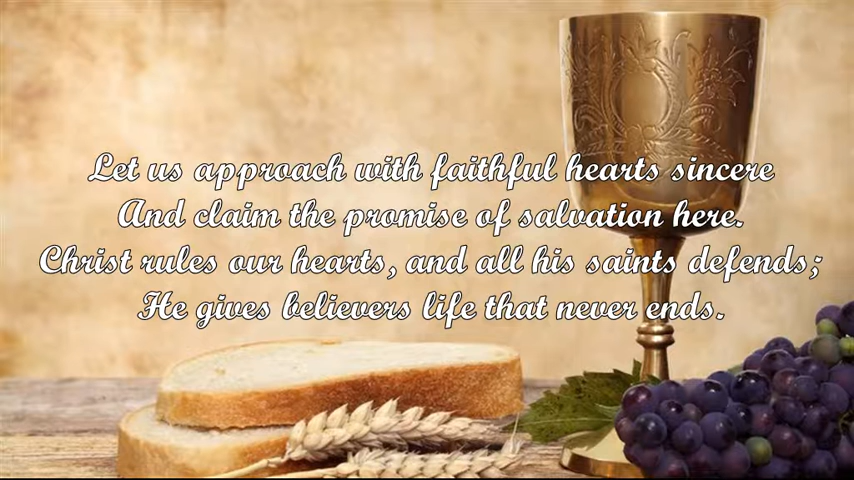 Let us approach with faithful hearts sincere
And claim the promise of salvation here.
Christ rules our hearts, and all his saints defends;
He gives believers life that never ends.